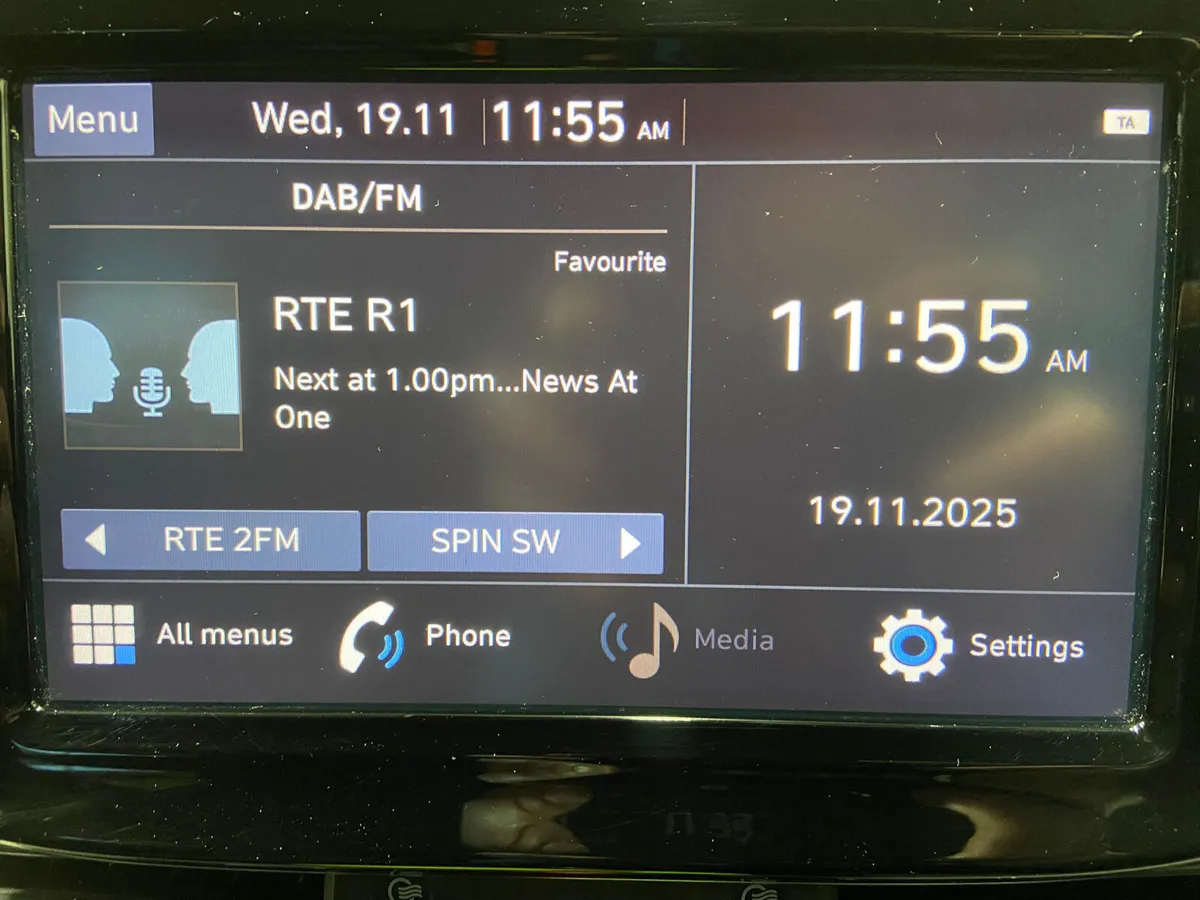 Menu
Wed, 19.11
11:55 AM
TA
DAB/FM
Favourite
RTE R1
Next at 1.00pm...News At
One
RTE 2FM
SPIN SW
11:55 AM
19.11.2025
All menus
Phone
Media
Settings